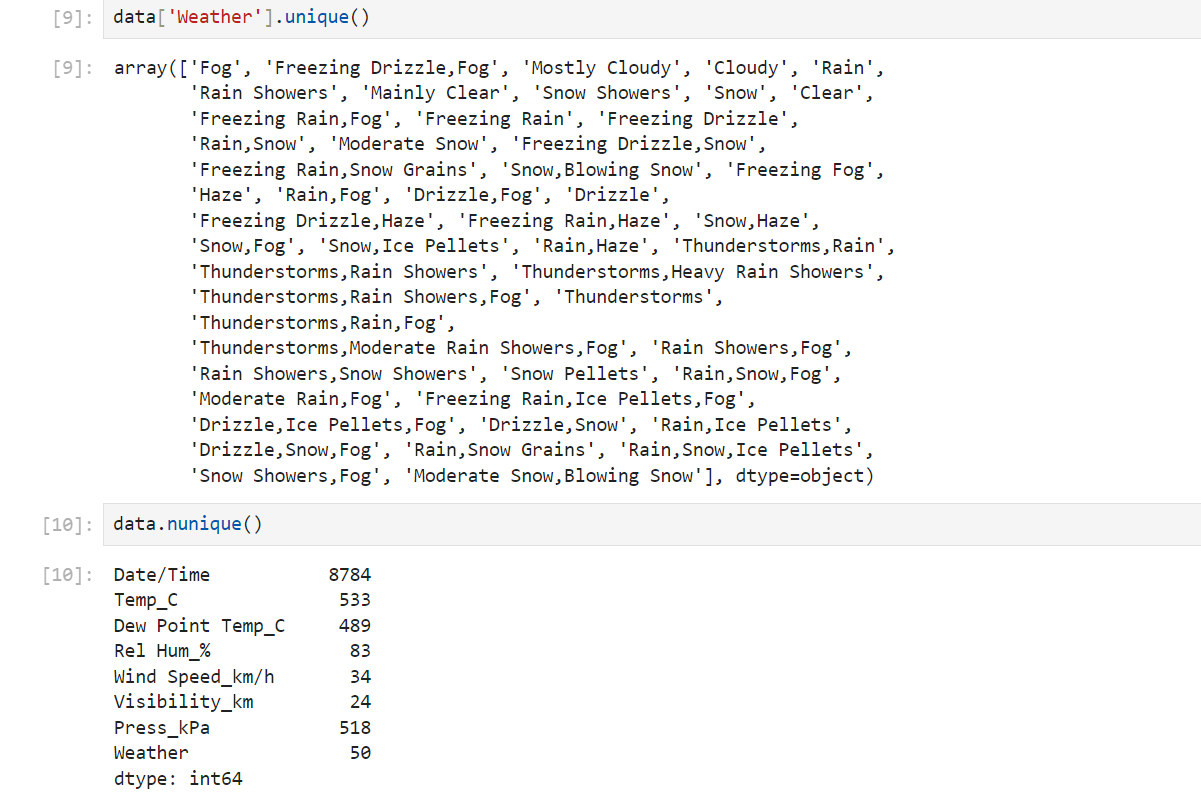 [9]: data['Weather'].unique()
[9]: array(['Fog', 'Freezing Drizzle,Fog', 'Mostly Cloudy', 'Cloudy', 'Rain',
'Rain Showers', 'Mainly Clear', 'Snow Showers', 'Snow', 'Clear',
'Freezing Rain,Fog', 'Freezing Rain', 'Freezing Drizzle',
'Rain,Snow', 'Moderate Snow', 'Freezing Drizzle,Snow',
'Freezing Rain,Snow Grains', 'Snow,Blowing Snow', 'Freezing Fog',
'Haze', 'Rain,Fog', 'Drizzle,Fog', 'Drizzle',
'Freezing Drizzle,Haze', 'Freezing Rain,Haze', 'Snow,Haze',
'Snow,Fog', 'Snow,Ice Pellets', 'Rain,Haze', 'Thunderstorms,Rain',
'Thunderstorms,Rain Showers', 'Thunderstorms,Heavy Rain Showers',
'Thunderstorms,Rain Showers,Fog', 'Thunderstorms',
'Thunderstorms,Rain,Fog',
'Thunderstorms,Moderate Rain Showers,Fog', 'Rain Showers,Fog',
'Rain Showers,Snow Showers', 'Snow Pellets', 'Rain,Snow,Fog',
'Moderate Rain,Fog', 'Freezing Rain,Ice Pellets,Fog',
'Drizzle,Ice Pellets,Fog', 'Drizzle,Snow', 'Rain,Ice Pellets',
'Drizzle,Snow,Fog', 'Rain,Snow Grains', 'Rain,Snow,Ice Pellets',
'Snow Showers,Fog', 'Moderate Snow,Blowing Snow'], dtype=object)
[10]: data.nunique()
[10]: Date/Time 8784
Temp_C 533
Dew Point Temp_C 489
Rel Hum_% 83
Wind Speed_km/h 34
Visibility_km 24
Press_kPa 518
Weather 50
dtype: int64